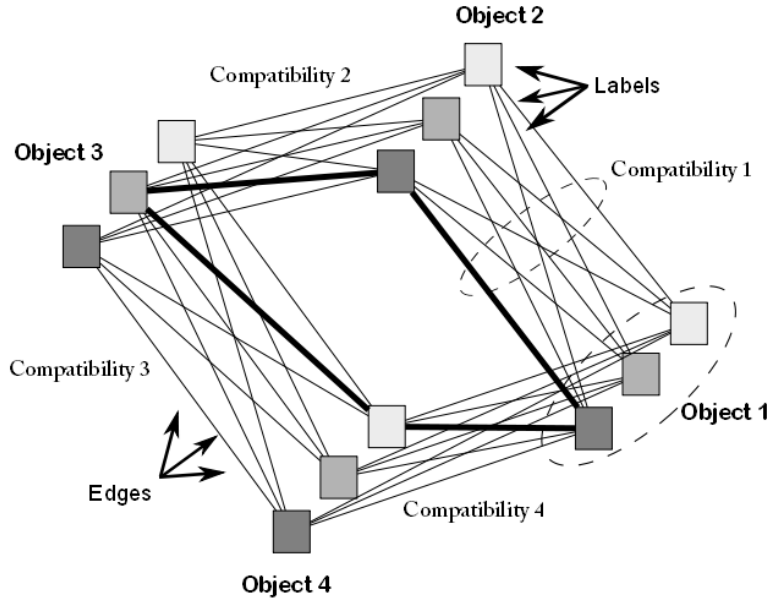 Object 2
Compatibility 2
Labels
Object 3
Compatibility 1
Compatibility 3
Object 1
Edges
Compatibility 4
Object 4